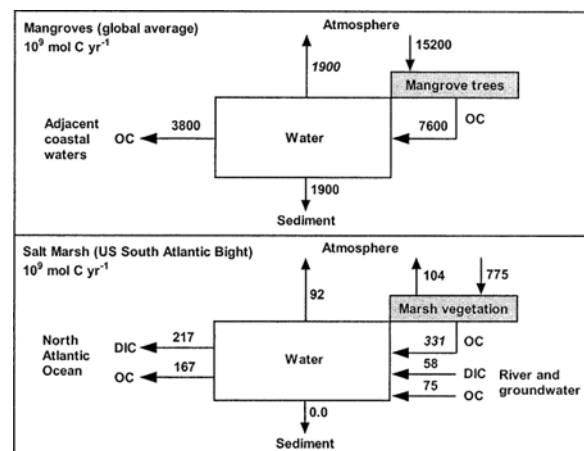 Mangroves (global average)
10⁹ mol C yr⁻¹
Atmosphere
1900
15200
Mangrove trees
OC
7600
Water
3800
Adjacent
coastal
waters
OC
1900
Sediment
Salt Marsh (US South Atlantic Bight)
10⁹ mol C yr⁻¹
Atmosphere
92
104
775
Marsh vegetation
331
OC
North
Atlantic
Ocean
DIC
217
OC
167
Water
58
DIC
75
OC
River and
groundwater
0.0
Sediment